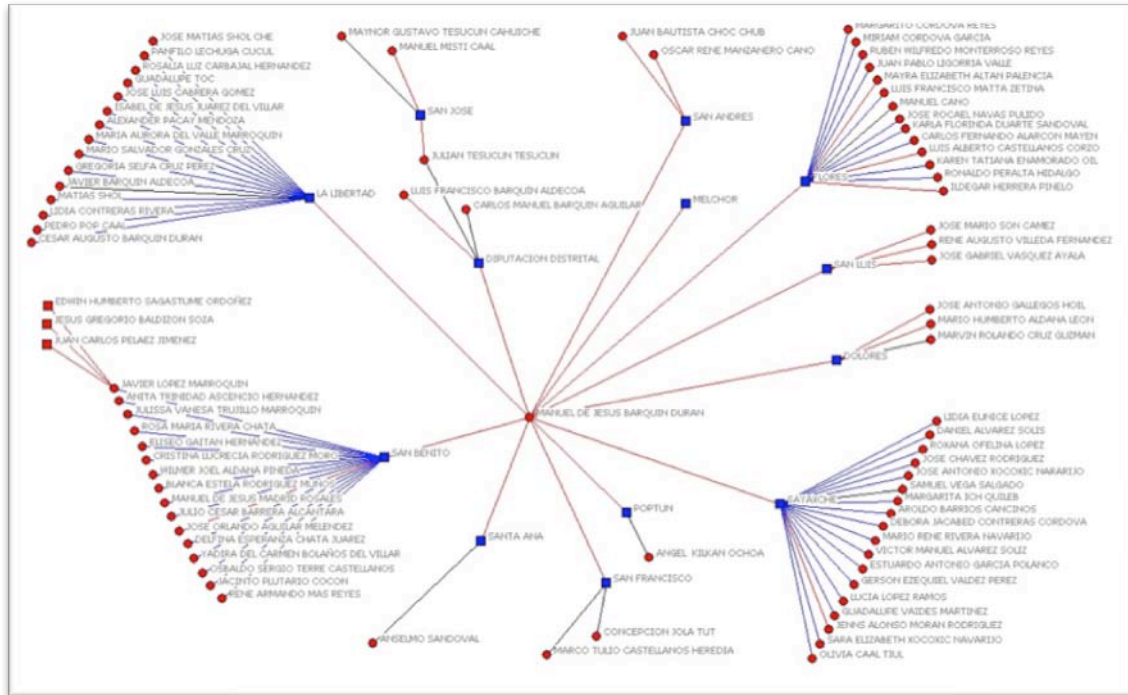 JOSE MATIAS SHOL CHE
PANFILO LECHUGA CUCUL
ROSALIA LUZ CARBAJAL HERNANDEZ
GUADALUPE TOC
JOSE LUIS CABRERA GOMEZ
ISABEL DE JESUS JUAREZ DEL VILLAR
ALEXANDER PACAY MENDOZA
MARIA AURORA DEL VALLE MARROQUIN
MARIO SALVADOR GONZALES CRUZ
GREGORIA SELFA CRUZ PEREZ
JAVIER BARQUIN ALDECOA
MATIAS SHOL
LIDIA CONTRERAS RIVERA
PEDRO POP CAAL
CESAR AUGUSTO BARQUIN DURAN
LA LIBERTAD
MAYNOR GUSTAVO TESUCUN CAHUICHE
MANUEL MISTI CAAL
SAN JOSE
JULIAN TESUCUN TESUCUN
LUIS FRANCISCO BARQUIN ALDECOA
CARLOS MANUEL BARQUIN AGUILAR
DIPUTACION DISTRITAL
JUAN BAUTISTA CHOC CHUB
OSCAR RENE MANZANERO CANO
SAN ANDRES
MELCHOR
MARGARITO CORDOVA REYES
MIRIAM CORDOVA GARCIA
RUBEN WILFREDO MONTERROSO REYES
JUAN PABLO LIGORRIA VALLE
MAYRA ELIZABETH ALTAN PALENCIA
LUIS FRANCISCO MATTA ZETINA
MANUEL CANO
JOSE ROCAEL NAVAS PULIDO
KARLA FLORINDA DUARTE SANDOVAL
CARLOS FERNANDO ALARCON MAYEN
LUIS ALBERTO CASTELLANOS CORZO
KAREN TATIANA ENAMORADO OIL
RONALDO PERALTA HIDALGO
ILDEGAR HERRERA PINELO
FLORES
JOSE MARIO SON CAMEZ
RENE AUGUSTO VILLEDA FERNANDEZ
JOSE GABRIEL VASQUEZ AYALA
SAN LUIS
JOSE ANTONIO GALLEGOS HOIL
MARIO HUMBERTO ALDANA LEON
MARVIN ROLANDO CRUZ GUZMAN
DOLORES
EDWIN HUMBERTO SAGASTUME ORDOÑEZ
JESUS GREGORIO BALDIZON SOZA
JUAN CARLOS PELAEZ JIMENEZ
JAVIER LOPEZ MARROQUIN
ANITA TRINIDAD ASCENCIO HERNANDEZ
JULISSA VANESA TRUJILLO MARROQUIN
ROSA MARIA RIVERA CHATA
ELISEO GAITAN HERNANDEZ
CRISTINA LUCRECIA RODRIGUEZ MORO
WILMER JOEL ALDANA PINEDA
BLANCA ESTELA RODRIGUEZ MUÑOS
MANUEL DE JESUS MADRID ROSALES
JULIO CESAR BARRERA ALCANTARA
JOSE ORLANDO AGUILAR MELENDEZ
DELFINA ESPERANZA CHATA JUAREZ
YADIRA DEL CARMEN BOLAÑOS DEL VILLAR
OSBALDO SERGIO TERRE CASTELLANOS
JACINTO PLUTARIO COCON
RENE ARMANDO MAS REYES
SAN BENITO
MANUEL DE JESUS BARQUIN DURAN
SANTA ANA
ANSELMO SANDOVAL
POPTUN
ANGEL KILKAN OCHOA
SAN FRANCISCO
CONCEPCION JOLA TUT
MARCO TULIO CASTELLANOS HEREDIA
SAYAXCHE
LIDIA EUNICE LOPEZ
DANIEL ALVAREZ SOLIS
ROXANA OFELINA LOPEZ
JOSE CHAVEZ RODRIGUEZ
JOSE ANTONIO XOCOXIC NARARIJO
SAMUEL VEGA SALGADO
MARGARITA ICH QUILEB
AROLDO BARRIOS CANCINOS
DEBORA JACABED CONTRERAS CORDOVA
MARIO RENE RIVERA NAVARIJO
VICTOR MANUEL ALVAREZ SOLIZ
ESTUARDO ANTONIO GARCIA POLANCO
GERSON EZEQUIEL VALDEZ PEREZ
LUCIA LOPEZ RAMOS
GUADALUPE VAIDES MARTINEZ
JENNS ALONSO MORAN RODRIGUEZ
SARA ELIZABETH XOCOXIC NAVARIJO
OLIVIA CAAL TIUL